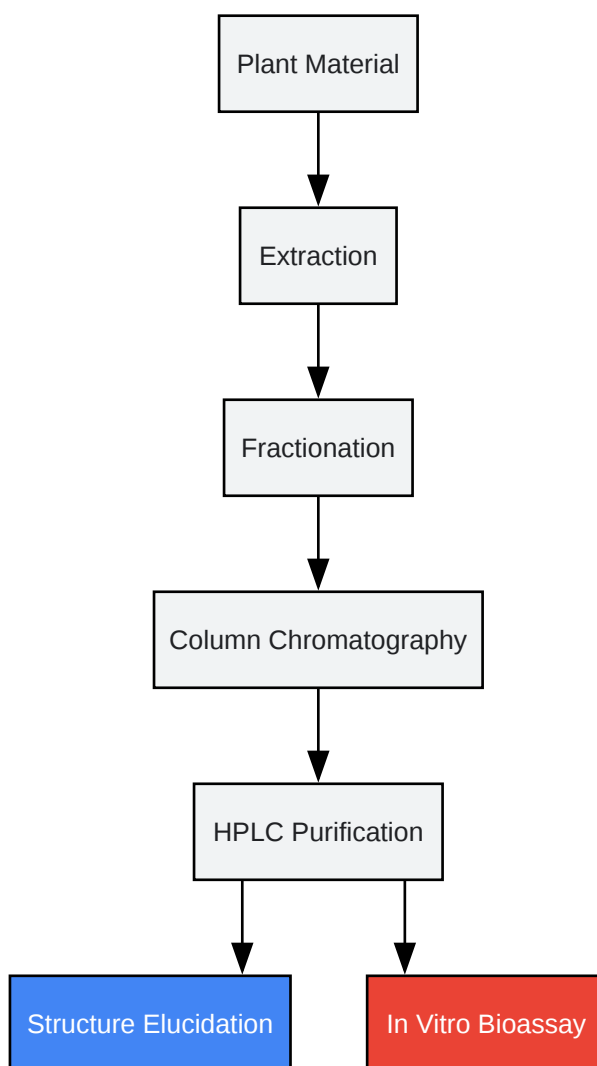 Plant Material
Extraction
Fractionation
Column Chromatography
HPLC Purification
Structure Elucidation
In Vitro Bioassay